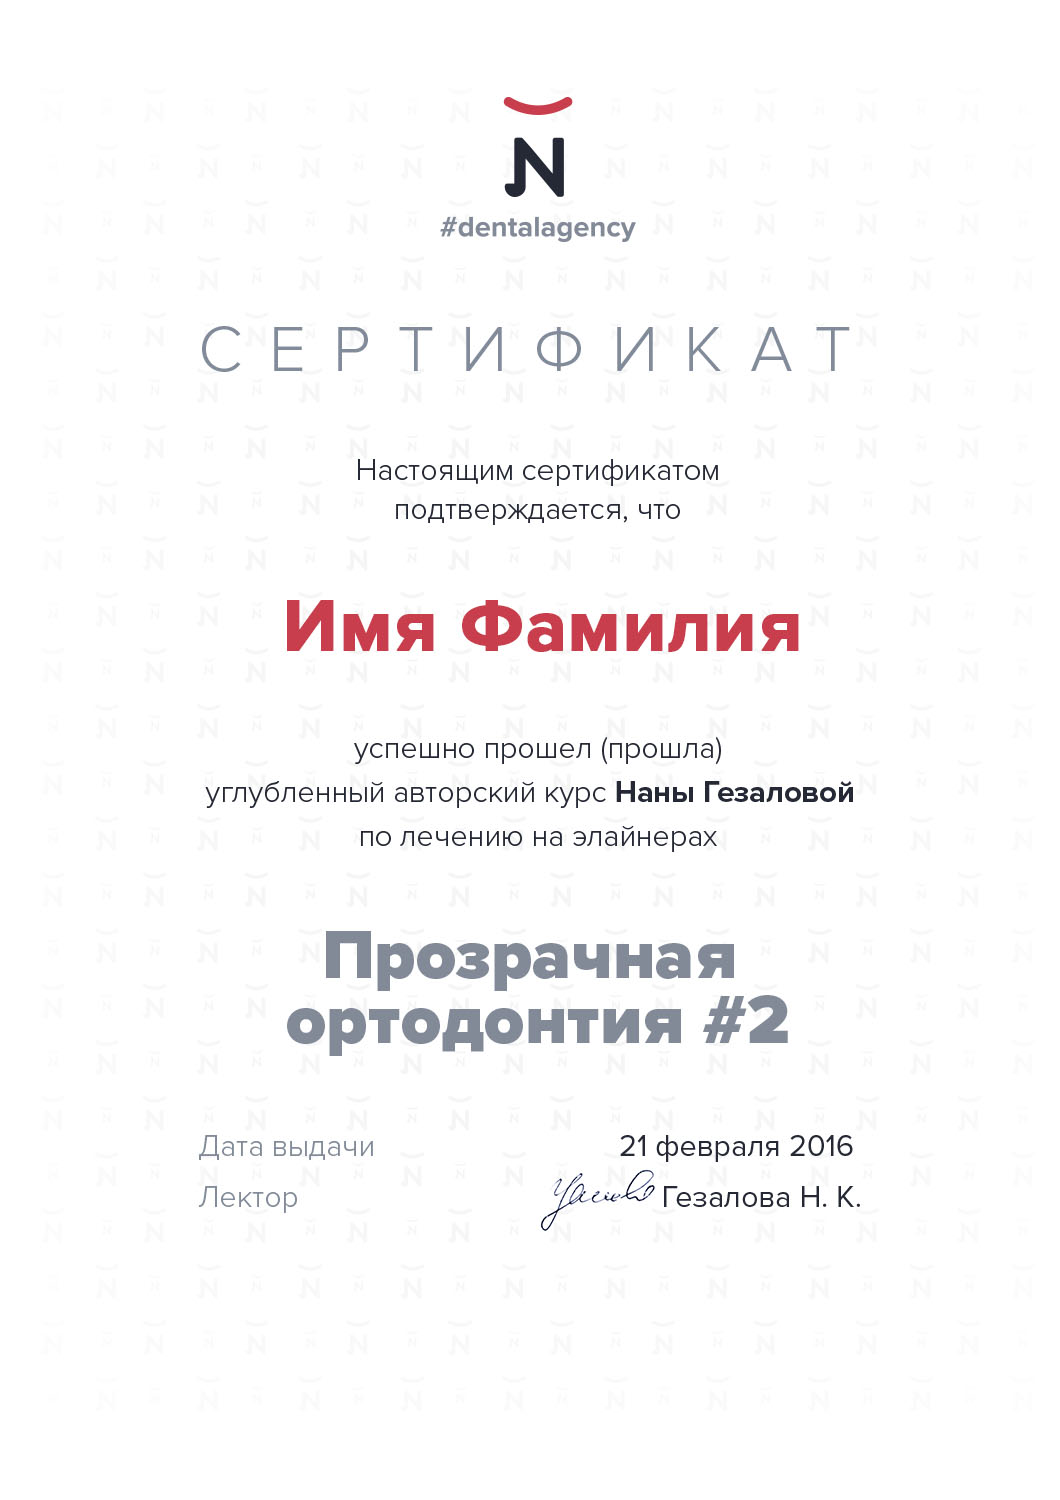 N
#dentalagency
СЕРТИФИКАТ
Настоящим сертификатом
подтверждается, что
Имя Фамилия
успешно прошел (прошла)
углубленный авторский курс Наны Гезаловой
по лечению на элайнерах
Прозрачная
ортодонтия #2
Дата выдачи 21 февраля 2016
Лектор Гезалова Н. К.